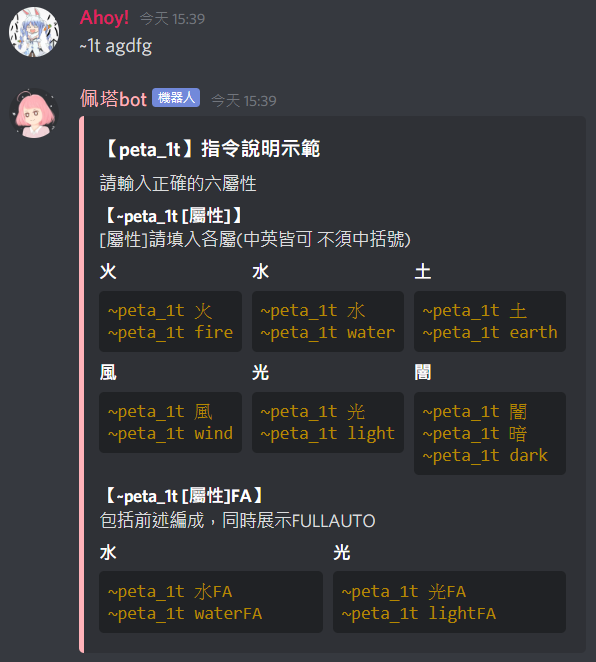 Ahoy! 今天 15:39
~1t agdfg
佩塔bot 機器人 今天 15:39
【peta_1t】指令說明示範
請輸入正確的六屬性
【~peta_1t [屬性]】
[屬性]請填入各屬(中英皆可 不須中括號)
火 水 土
~peta_1t 火 ~peta_1t 水 ~peta_1t 土
~peta_1t fire ~peta_1t water ~peta_1t earth
風 光 闇
~peta_1t 風 ~peta_1t 光 ~peta_1t 闇
~peta_1t wind ~peta_1t light ~peta_1t 暗
~peta_1t dark
【~peta_1t [屬性]FA】
包括前述編成，同時展示FULLAUTO
水 光
~peta_1t 水FA ~peta_1t 光FA
~peta_1t waterFA ~peta_1t lightFA